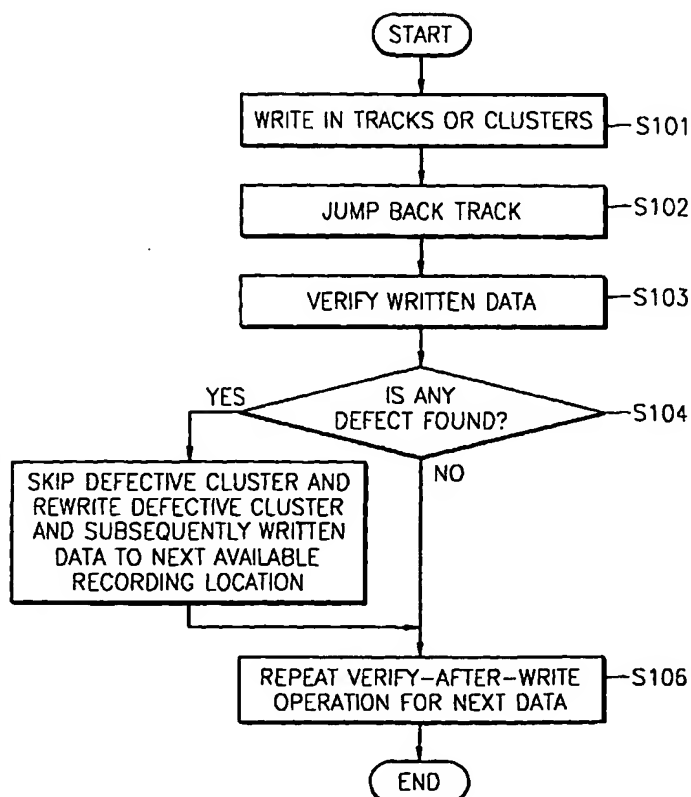 START
WRITE IN TRACKS OR CLUSTERS
S101
JUMP BACK TRACK
S102
VERIFY WRITTEN DATA
S103
IS ANY
DEFECT FOUND?
S104
YES
NO
SKIP DEFECTIVE CLUSTER AND
REWRITE DEFECTIVE CLUSTER
AND SUBSEQUENTLY WRITTEN
DATA TO NEXT AVAILABLE
RECORDING LOCATION
REPEAT VERIFY-AFTER-WRITE
OPERATION FOR NEXT DATA
S106
END